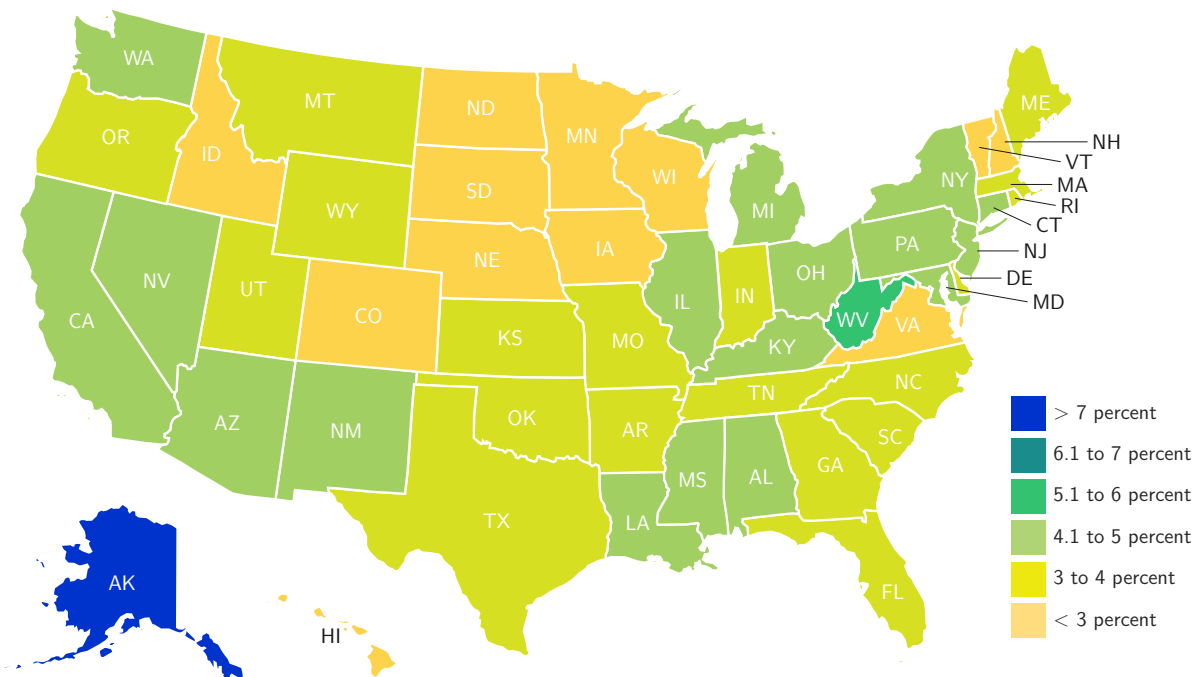 WA
MT
ND
MN
ME
OR
ID
NH
VT
WI
NY
MA
SD
RI
WY
MI
CT
PA
NJ
IA
NE
OH
DE
NV
UT
IN
MD
IL
CO
WV
CA
VA
KS
MO
KY
NC
TN
OK
AZ
NM
AR
SC
GA
AL
MS
TX
LA
AK
FL
HI
> 7 percent
6.1 to 7 percent
5.1 to 6 percent
4.1 to 5 percent
3 to 4 percent
< 3 percent